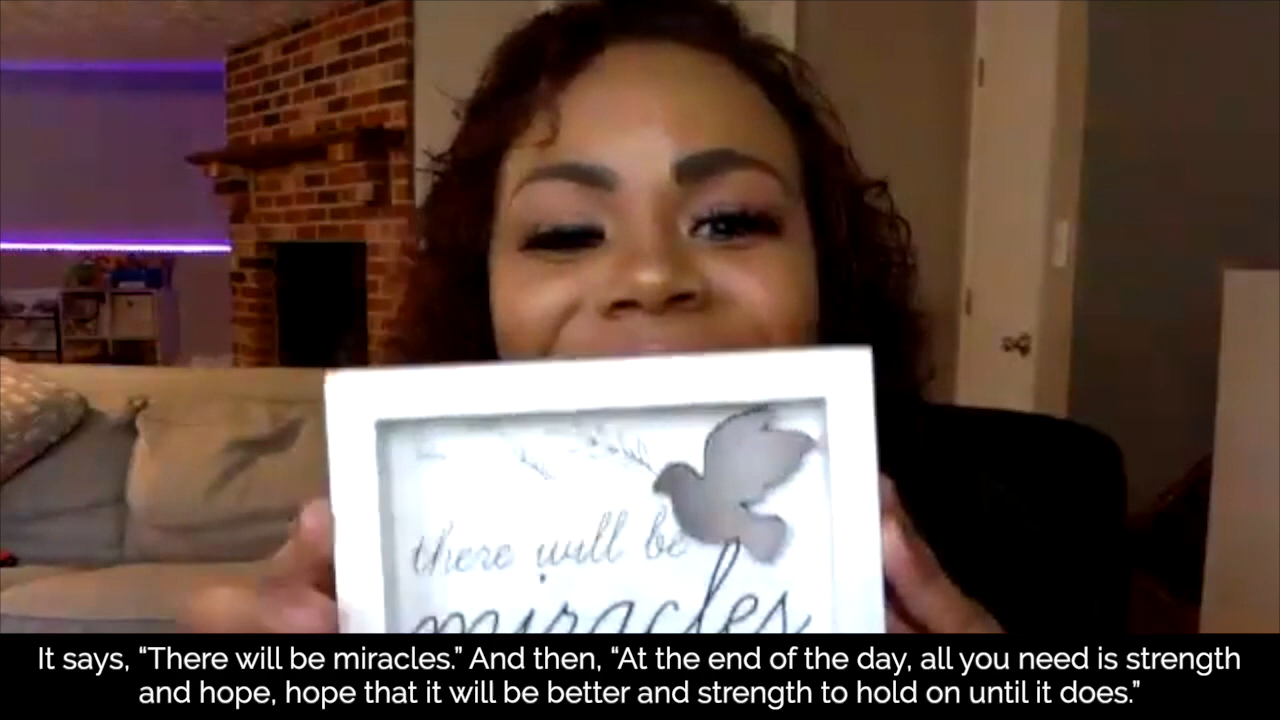 there will be
miracles
It says, “There will be miracles.” And then, “At the end of the day, all you need is strength
and hope, hope that it will be better and strength to hold on until it does.”